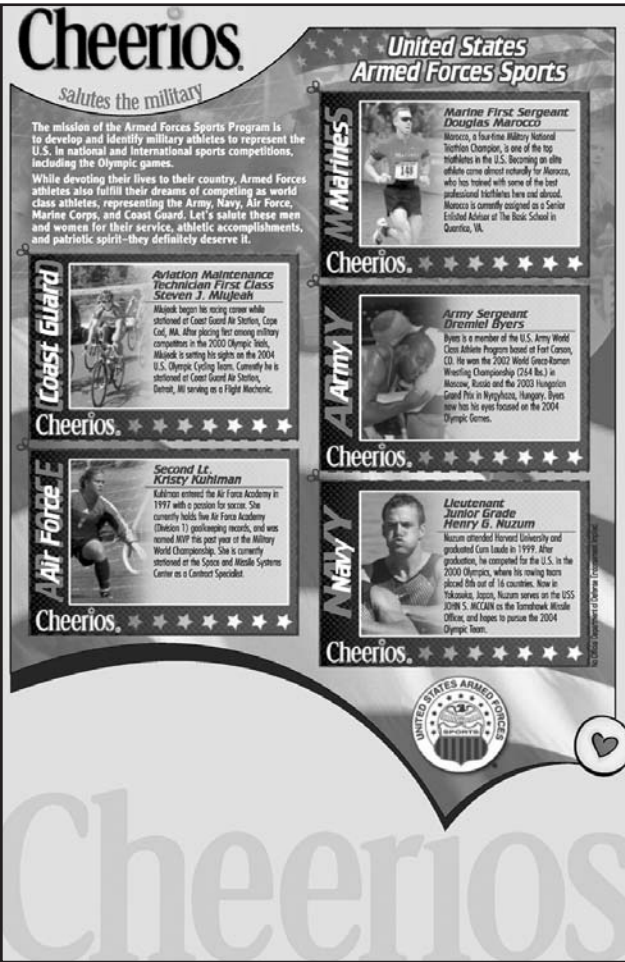 Cheerios®
salutes the military
The mission of the Armed Forces Sports Program is
to develop and identify military athletes to represent the
U.S. in national and international sports competitions,
including the Olympic games.
While devoting their lives to their country, Armed Forces
athletes also fulfill their dreams of competing as world
class athletes, representing the Army, Navy, Air Force,
Marine Corps, and Coast Guard. Let's salute these men
and women for their service, athletic accomplishments,
and patriotic spirit–they definitely deserve it.
Coast Guard
Aviation Maintenance
Technician First Class
Steven J. Mlujeak
Mlujeak began his racing career while
stationed at Coast Guard Air Station, Cape
Cod, MA. After placing first among military
competitors in the 2000 Olympic Trials,
Mlujeak is setting his sights on the 2004
U.S. Olympic Cycling Team. Currently he is
stationed at Coast Guard Air Station,
Detroit, MI serving as a Flight Mechanic.
Cheerios®
Air Force
Second Lt.
Kristy Kuhlman
Kuhlman entered the Air Force Academy in
1997 with a passion for soccer. She
currently holds five Air Force Academy
(Division 1) goalkeeping records, and was
named MVP this past year at the Military
World Championship. She is currently
stationed at the Space and Missile Systems
Center as a Contract Specialist.
Cheerios®
United States
Armed Forces Sports
Marines
148
Marine First Sergeant
Douglas Marocco
Marocco, a four-time Military National
Triathlon Champion, is one of the top
triathletes in the U.S. Becoming an elite
athlete came almost naturally for Marocco,
who has trained with some of the best
professional triathletes here and abroad.
Marocco is currently assigned as a Senior
Enlisted Advisor at The Basic School in
Quantico, VA.
Cheerios®
Army
Army Sergeant
Dremiel Byers
Byers is a member of the U.S. Army World
Class Athlete Program based at Fort Carson,
CO. He won the 2002 World Greco-Roman
Wrestling Championship (264 lbs.) in
Moscow, Russia and the 2003 Hungarian
Grand Prix in Nyrgyhaza, Hungary. Byers
now has his eyes focused on the 2004
Olympic Games.
Cheerios®
Navy
Lieutenant
Junior Grade
Henry G. Nuzum
Nuzum attended Harvard University and
graduated Cum Laude in 1999. After
graduation, he competed for the U.S. in the
2000 Olympics, where his rowing team
placed 8th out of 16 countries. Now in
Yokosuka, Japan, Nuzum serves on the USS
JOHN S. MCCAIN as the Tomahawk Missile
Officer, and hopes to pursue the 2004
Olympic Team.
Cheerios®
No Official Department of Defense Endorsement Implied
UNITED STATES ARMED FORCES
SPORTS
Cheerios